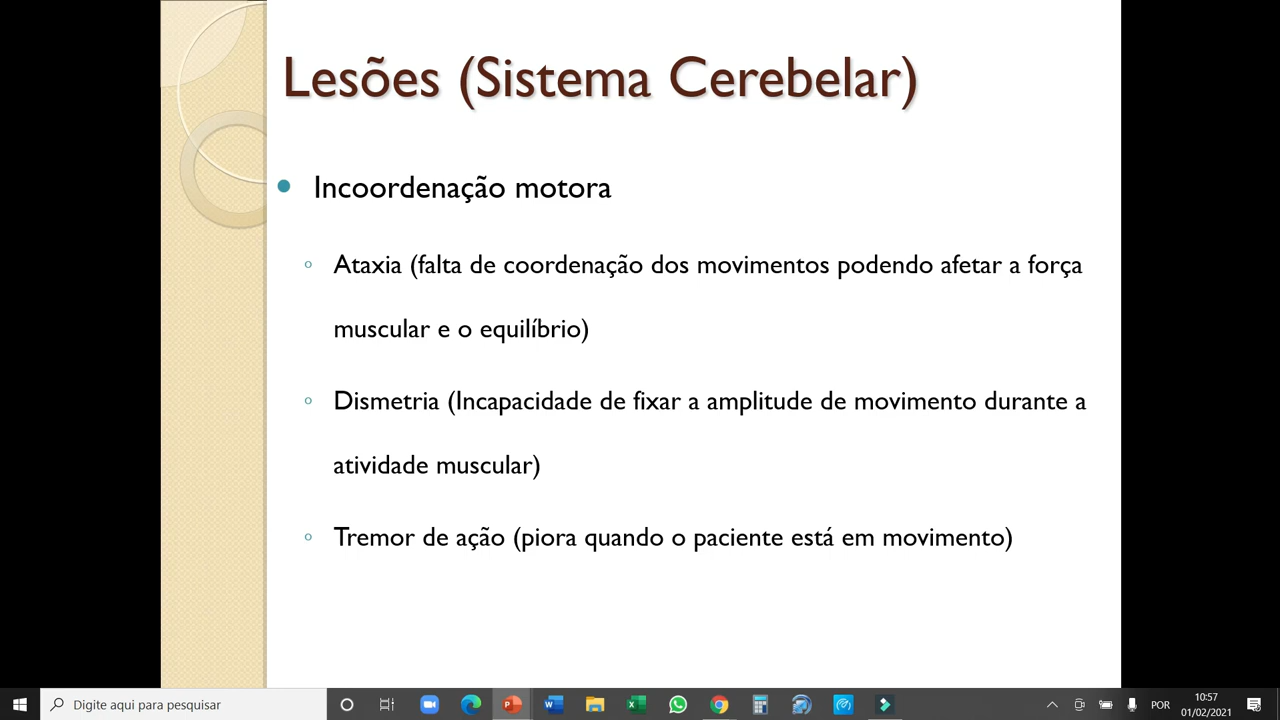 Lesões (Sistema Cerebelar)
Incoordenação motora
Ataxia (falta de coordenação dos movimentos podendo afetar a força
muscular e o equilíbrio)
Dismetria (Incapacidade de fixar a amplitude de movimento durante a
atividade muscular)
Tremor de ação (piora quando o paciente está em movimento)
Digite aqui para pesquisar
POR
10:57
01/02/2021